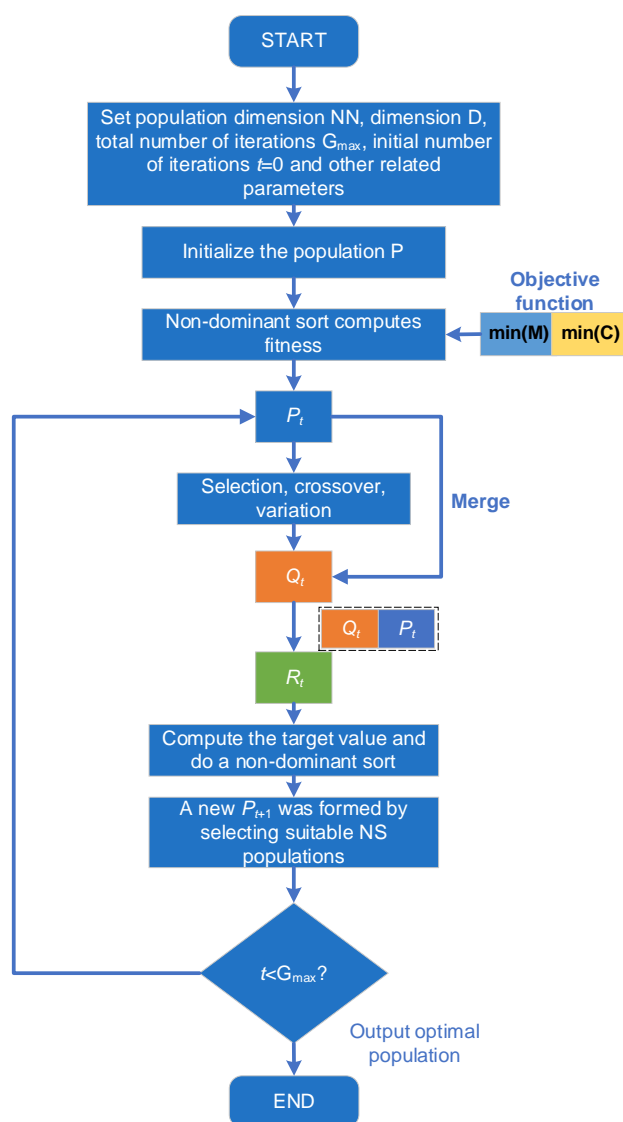 START
Set population dimension NN, dimension D,
total number of iterations Gmax, initial number
of iterations t=0 and other related
parameters
Initialize the population P
Objective
function
Non-dominant sort computes
fitness
min(M) min(C)
Pt
Selection, crossover,
variation
Merge
Qt
Qt Pt
Rt
Compute the target value and
do a non-dominant sort
A new Pt+1 was formed by
selecting suitable NS
populations
t<Gmax?
Output optimal
population
END